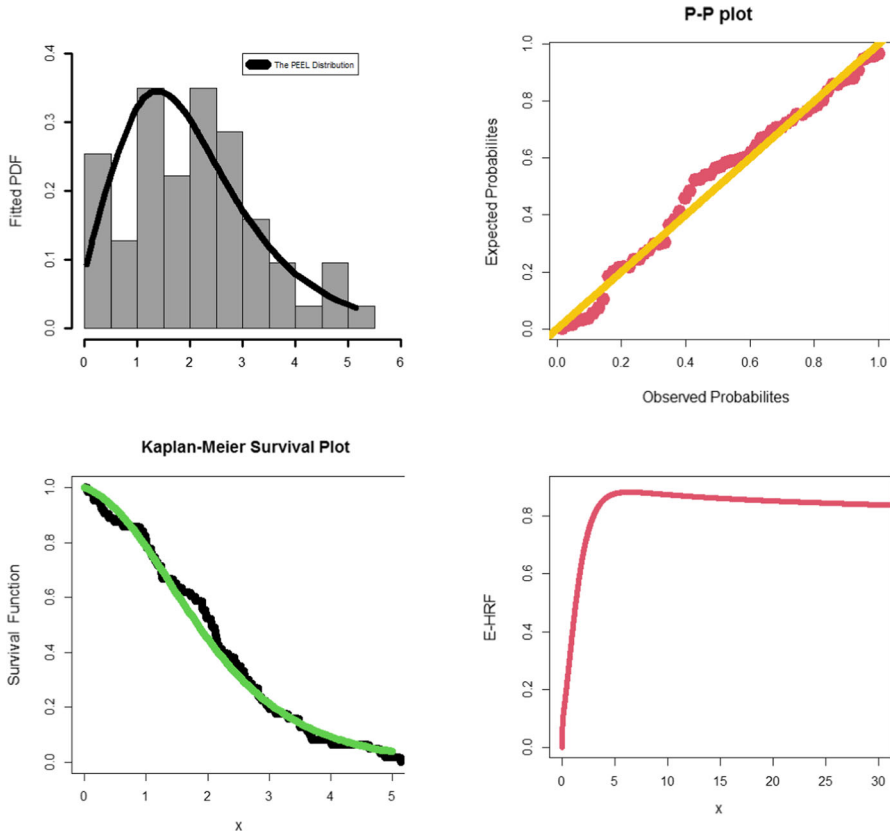 P-P plot
The PEEL Distribution
Fitted PDF
0.0
0.1
0.2
0.3
0.4
0 1 2 3 4 5 6
Expected Probabilites
0.0
0.2
0.4
0.6
0.8
1.0
0.0 0.2 0.4 0.6 0.8 1.0
Observed Probabilites
Kaplan-Meier Survival Plot
Survival Function
0.0
0.2
0.4
0.6
0.8
1.0
0 1 2 3 4 5
x
E-HRF
0.0
0.2
0.4
0.6
0.8
0 5 10 15 20 25 30
x